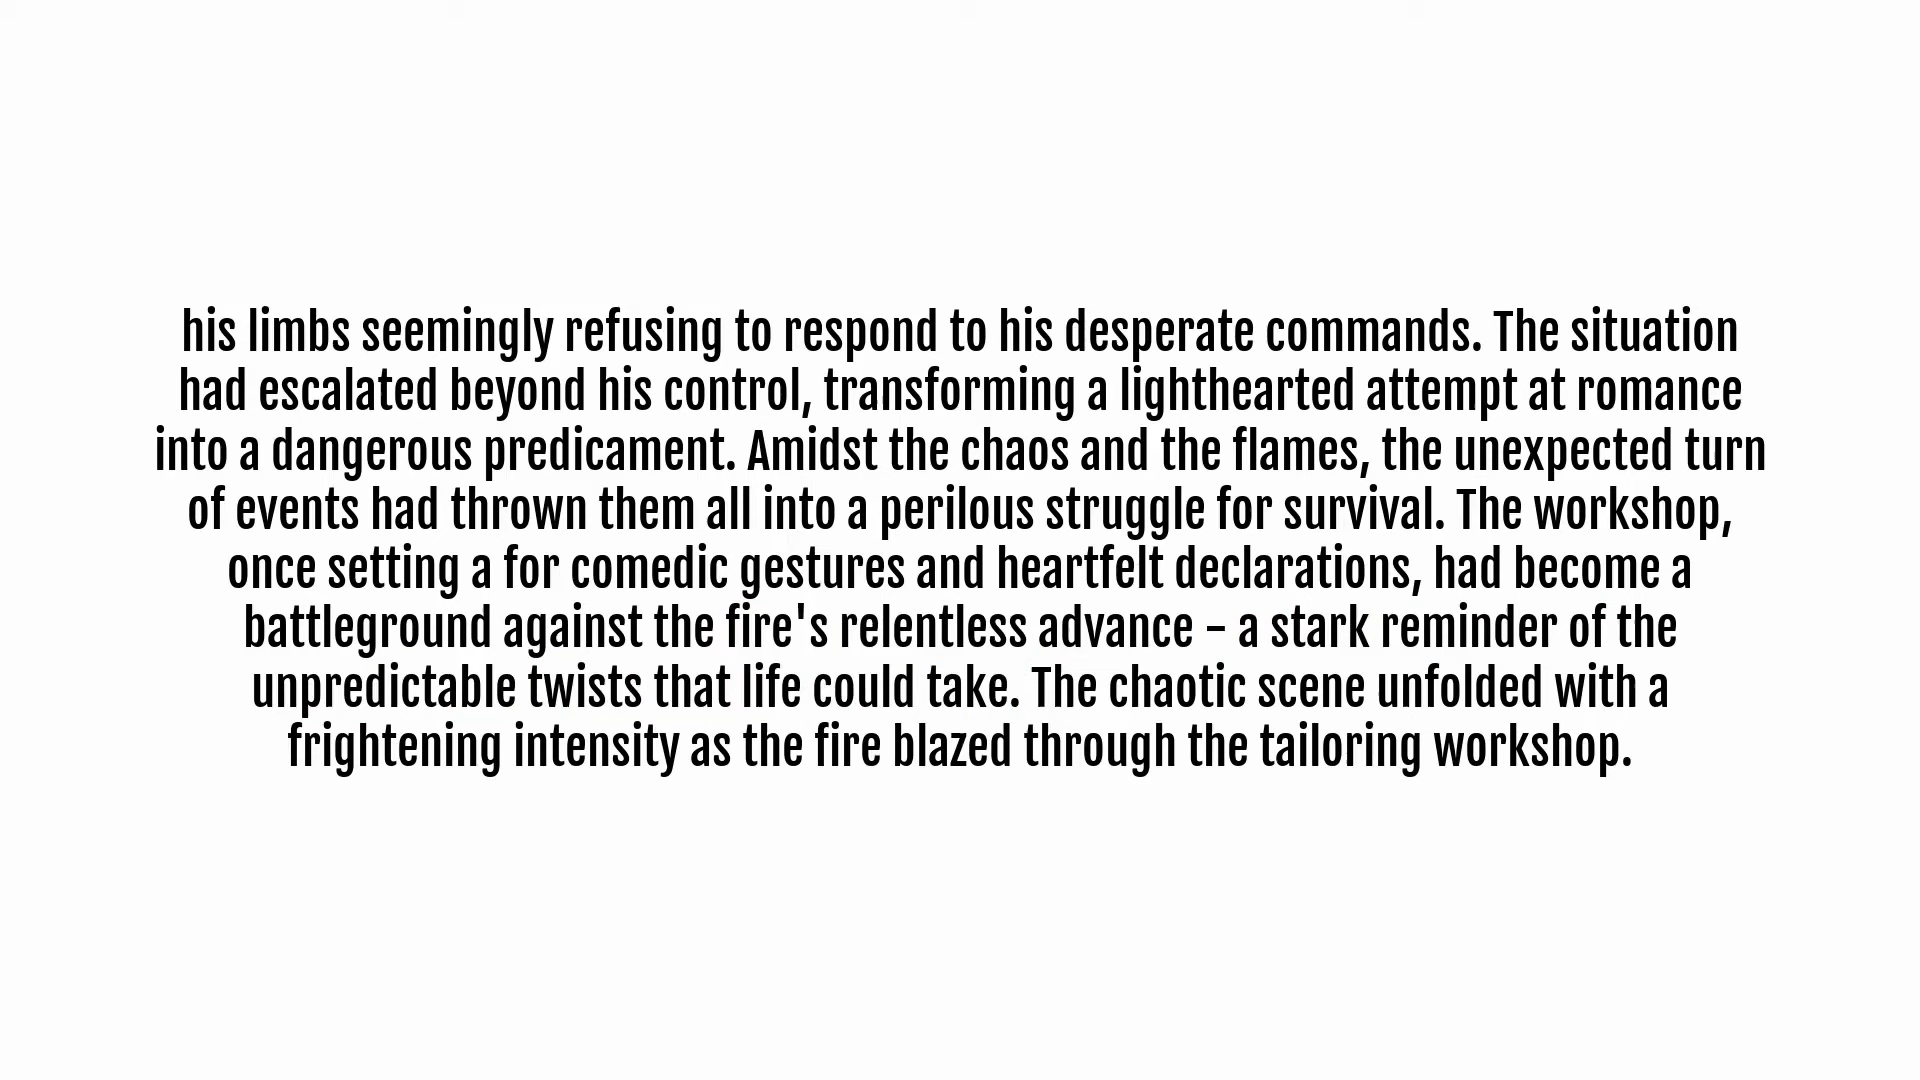 his limbs seemingly refusing to respond to his desperate commands. The situation
had escalated beyond his control, transforming a lighthearted attempt at romance
into a dangerous predicament. Amidst the chaos and the flames, the unexpected turn
of events had thrown them all into a perilous struggle for survival. The workshop,
once setting a for comedic gestures and heartfelt declarations, had become a
battleground against the fire's relentless advance – a stark reminder of the
unpredictable twists that life could take. The chaotic scene unfolded with a
frightening intensity as the fire blazed through the tailoring workshop.